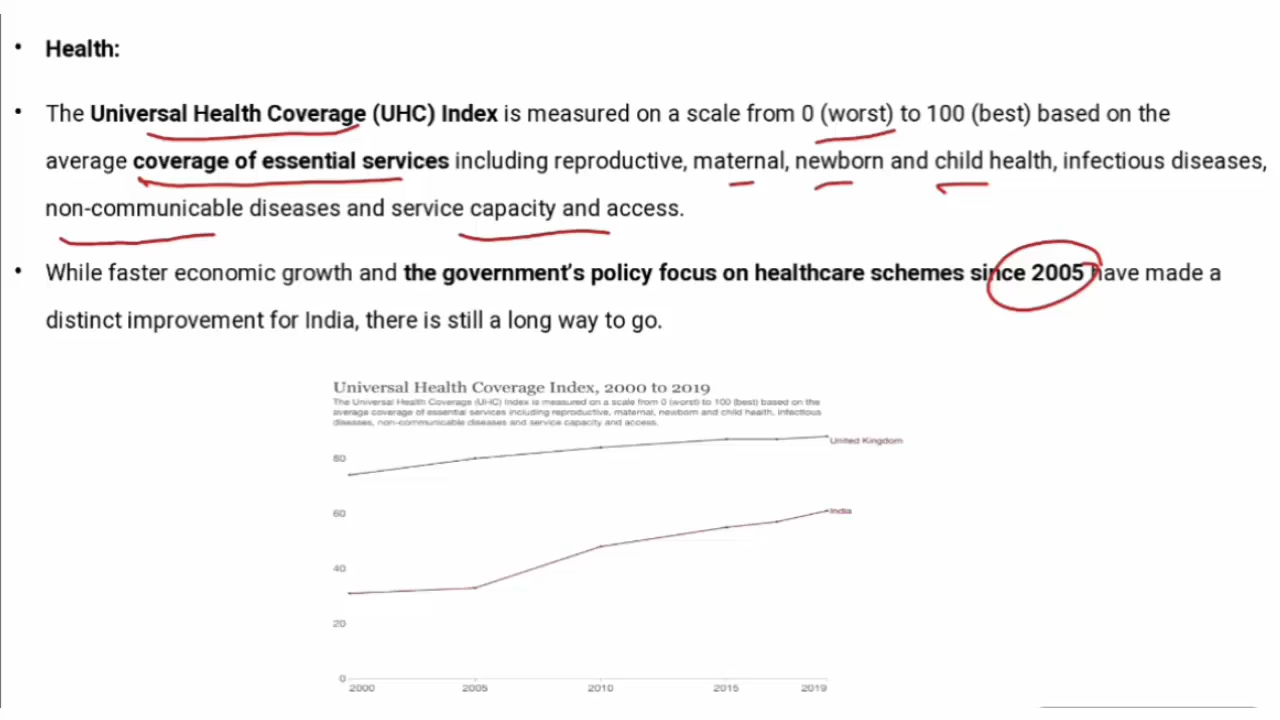 • Health:
• The Universal Health Coverage (UHC) Index is measured on a scale from 0 (worst) to 100 (best) based on the
average coverage of essential services including reproductive, maternal, newborn and child health, infectious diseases,
non-communicable diseases and service capacity and access.
• While faster economic growth and the government's policy focus on healthcare schemes since 2005 have made a
distinct improvement for India, there is still a long way to go.
Universal Health Coverage Index, 2000 to 2019
The Universal Health Coverage (UHC) Index is measured on a scale from 0 (worst) to 100 (best) based on the
average coverage of essential services including reproductive, maternal, newborn and child health, infectious
diseases, non-communicable diseases and service capacity and access.
United Kingdom
80
60
India
40
20
0
2000 2005 2010 2015 2019